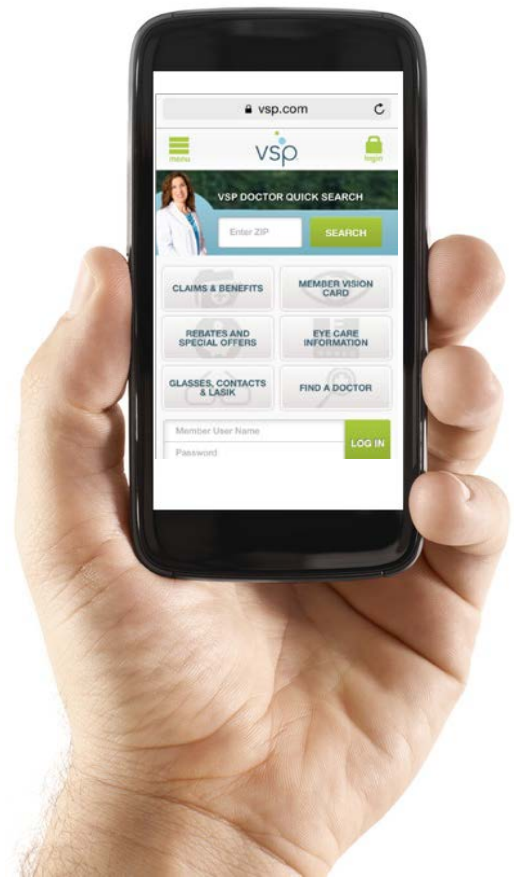 vsp.com
menu
vsp
login
VSP DOCTOR QUICK SEARCH
Enter ZIP
SEARCH
CLAIMS & BENEFITS
MEMBER VISION
CARD
REBATES AND
SPECIAL OFFERS
EYE CARE
INFORMATION
GLASSES, CONTACTS
& LASIK
FIND A DOCTOR
Member User Name
LOG IN
Password